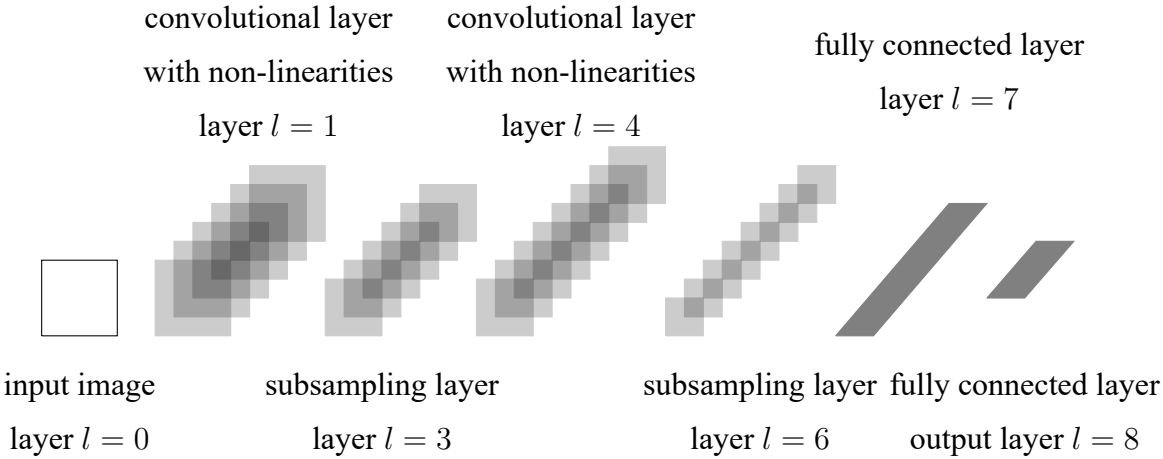 convolutional layer
with non-linearities
layer l = 1
convolutional layer
with non-linearities
layer l = 4
fully connected layer
layer l = 7
input image
layer l = 0
subsampling layer
layer l = 3
subsampling layer
layer l = 6
fully connected layer
output layer l = 8